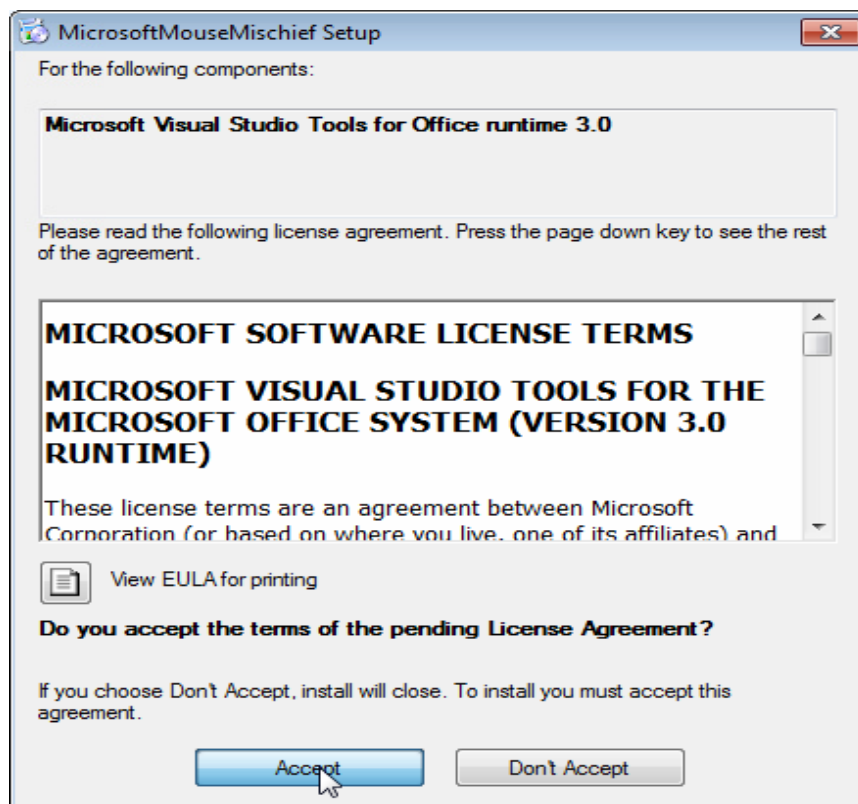 MicrosoftMouseMischief Setup
For the following components:
Microsoft Visual Studio Tools for Office runtime 3.0
Please read the following license agreement. Press the page down key to see the rest
of the agreement.
MICROSOFT SOFTWARE LICENSE TERMS
MICROSOFT VISUAL STUDIO TOOLS FOR THE
MICROSOFT OFFICE SYSTEM (VERSION 3.0
RUNTIME)
These license terms are an agreement between Microsoft
Corporation (or based on where you live, one of its affiliates) and
View EULA for printing
Do you accept the terms of the pending License Agreement?
If you choose Don't Accept, install will close. To install you must accept this
agreement.
Accept
Don't Accept